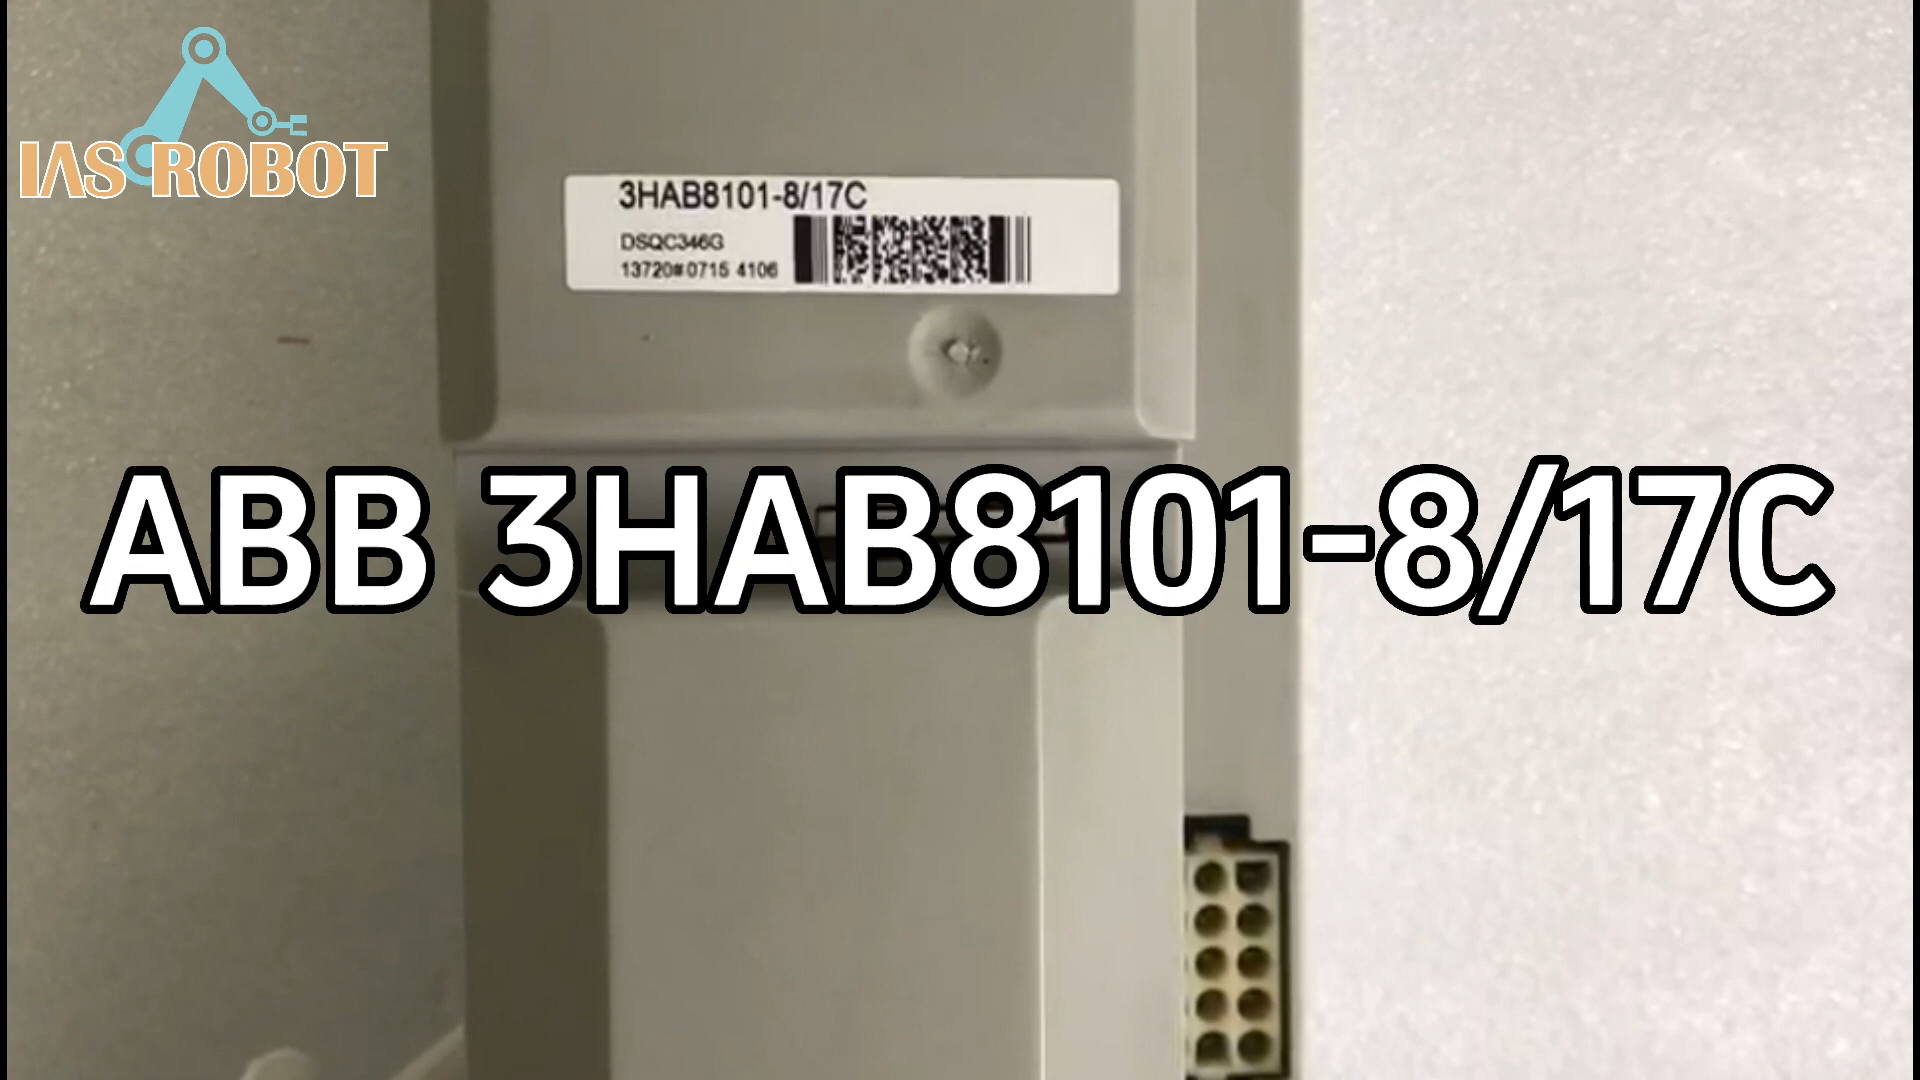 IAS ROBOT
3HAB8101-8/17C
DSQC346G
13720#0715 4106
ABB 3HAB8101-8/17C